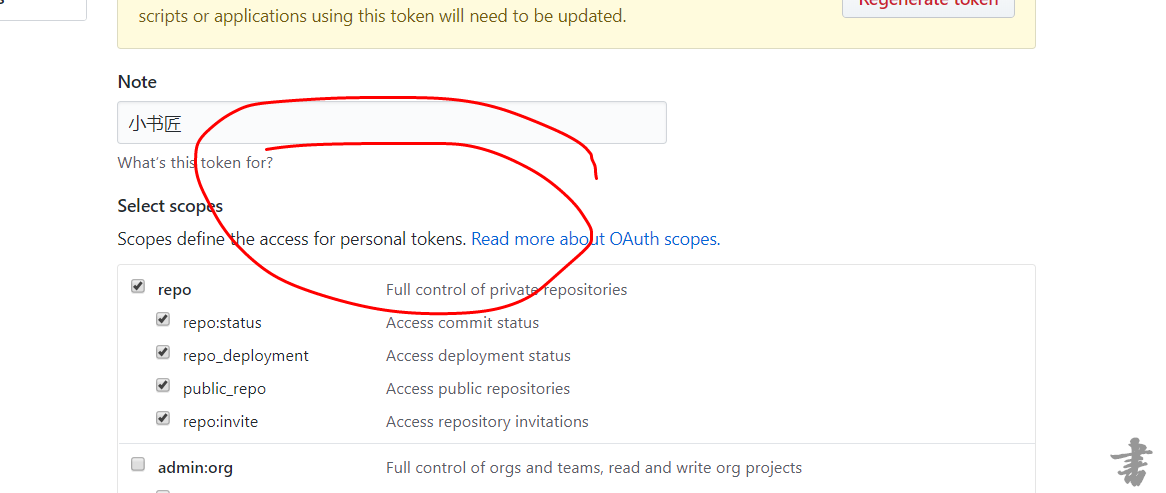 scripts or applications using this token will need to be updated.
Regenerate token
Note
小书匠
What's this token for?
Select scopes
Scopes define the access for personal tokens. Read more about OAuth scopes.
repo Full control of private repositories
repo:status Access commit status
repo_deployment Access deployment status
public_repo Access public repositories
repo:invite Access repository invitations
admin:org Full control of orgs and teams, read and write org projects
書